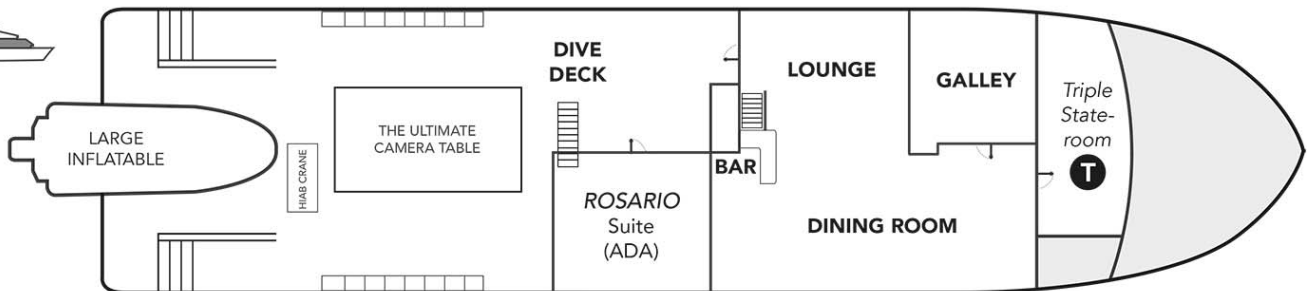 LARGE
INFLATABLE
HIAB CRANE
THE ULTIMATE
CAMERA TABLE
DIVE
DECK
ROSARIO
Suite
(ADA)
BAR
LOUNGE
GALLEY
DINING ROOM
Triple
State-
room
T